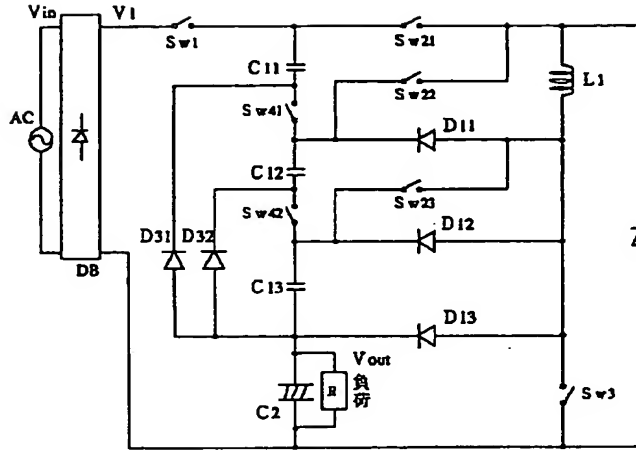 Vin
V1
Sw1
Sw21
C11
Sw22
L1
AC
Sw41
D11
C12
Sw23
Sw42
D31
D32
D12
DB
C13
D13
Vout
負荷
R
C2
Sw3